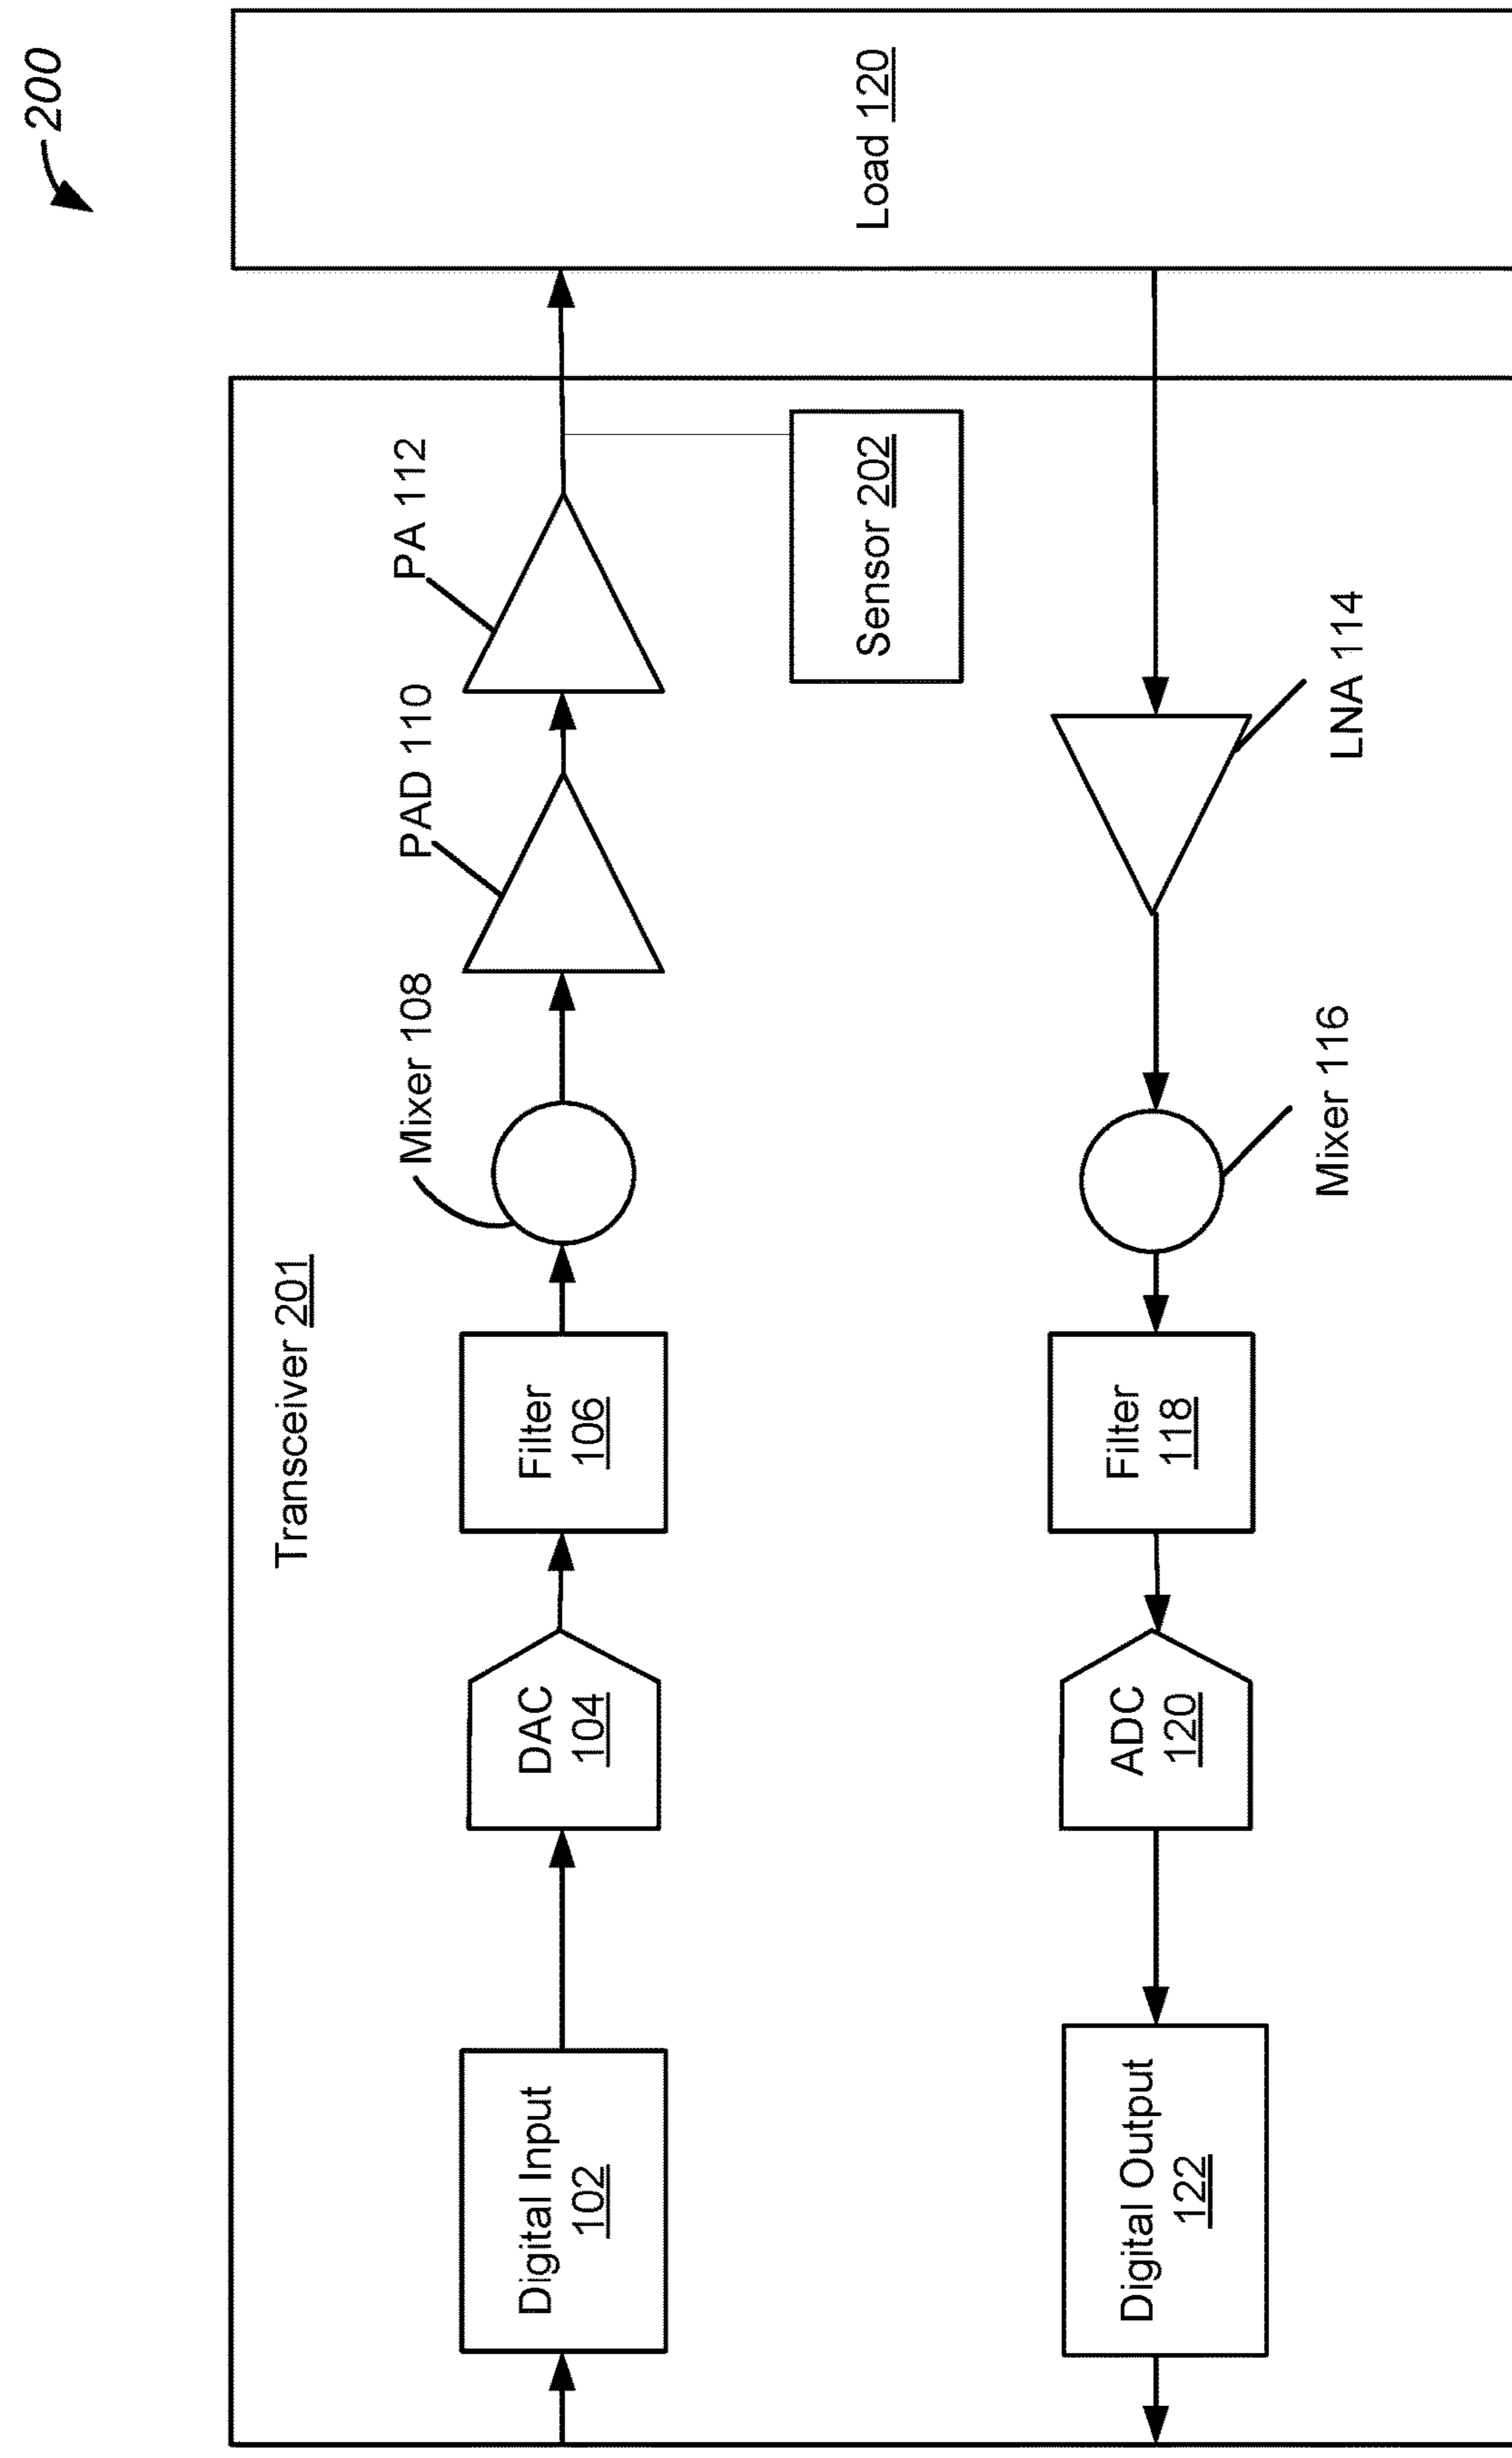 200
Transceiver 201
Digital Input
102
DAC
104
Filter
106
Mixer 108
PAD 110
PA 112
Sensor 202
Load 120
Digital Output
122
ADC
120
Filter
118
Mixer 116
LNA 114